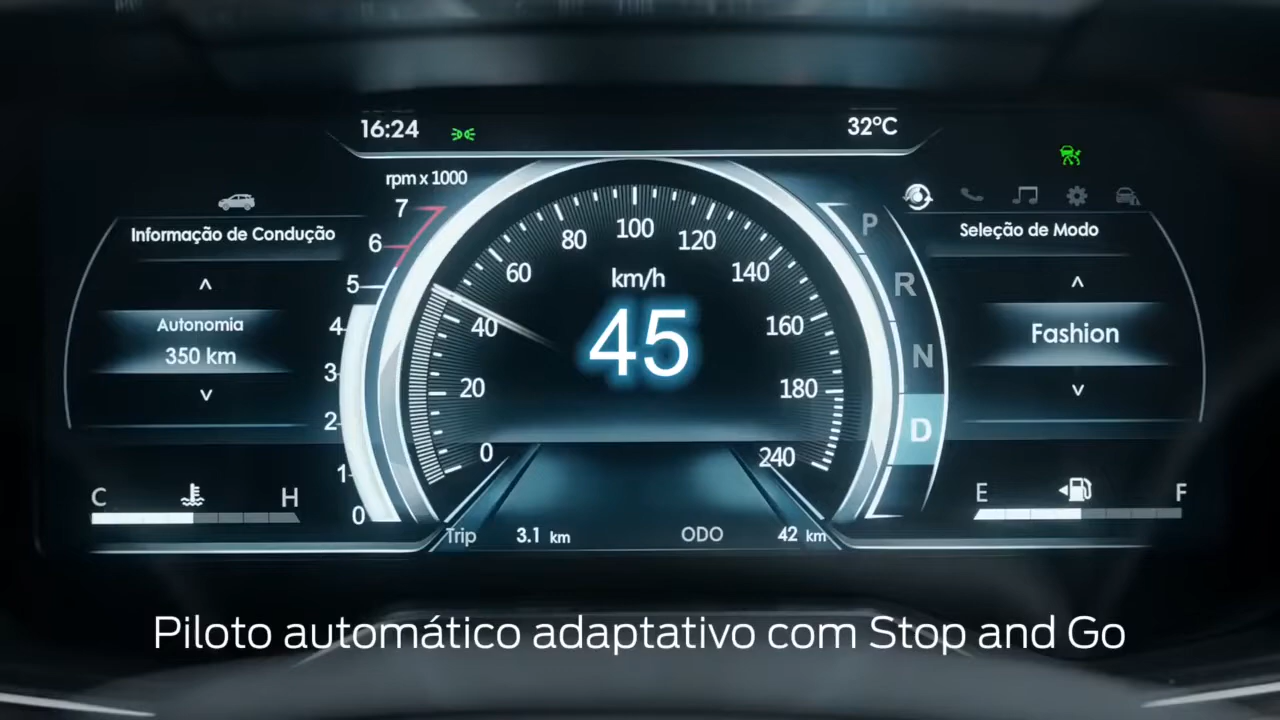 16:24
32°C
rpm x 1000
7
6
5
4
3
2
1
0
Informação de Condução
Autonomia
350 km
C
H
0
20
40
60
80
100
120
140
160
180
240
km/h
45
P
R
N
D
Seleção de Modo
Fashion
E
F
Trip 3.1 km
ODO 42 km
Piloto automático adaptativo com Stop and Go